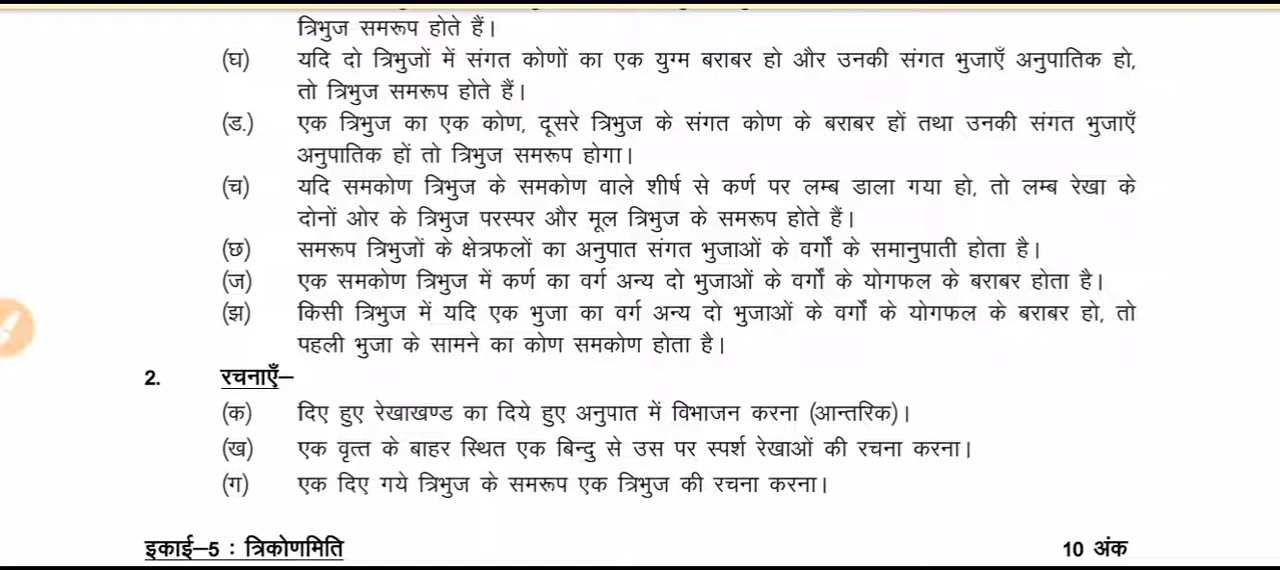 त्रिभुज समरूप होते हैं।
(घ) यदि दो त्रिभुजों में संगत कोणों का एक युग्म बराबर हो और उनकी संगत भुजाएँ अनुपातिक हो,
तो त्रिभुज समरूप होते हैं।
(ड.) एक त्रिभुज का एक कोण, दूसरे त्रिभुज के संगत कोण के बराबर हों तथा उनकी संगत भुजाएँ
अनुपातिक हों तो त्रिभुज समरूप होगा।
(च) यदि समकोण त्रिभुज के समकोण वाले शीर्ष से कर्ण पर लम्ब डाला गया हो, तो लम्ब रेखा के
दोनों ओर के त्रिभुज परस्पर और मूल त्रिभुज के समरूप होते हैं।
(छ) समरूप त्रिभुजों के क्षेत्रफलों का अनुपात संगत भुजाओं के वर्गों के समानुपाती होता है।
(ज) एक समकोण त्रिभुज में कर्ण का वर्ग अन्य दो भुजाओं के वर्गों के योगफल के बराबर होता है।
(झ) किसी त्रिभुज में यदि एक भुजा का वर्ग अन्य दो भुजाओं के वर्गों के योगफल के बराबर हो, तो
पहली भुजा के सामने का कोण समकोण होता है।
2. रचनाएँ–
(क) दिए हुए रेखाखण्ड का दिये हुए अनुपात में विभाजन करना (आन्तरिक)।
(ख) एक वृत्त के बाहर स्थित एक बिन्दु से उस पर स्पर्श रेखाओं की रचना करना।
(ग) एक दिए गये त्रिभुज के समरूप एक त्रिभुज की रचना करना।
इकाई–5 : त्रिकोणमिति 10 अंक